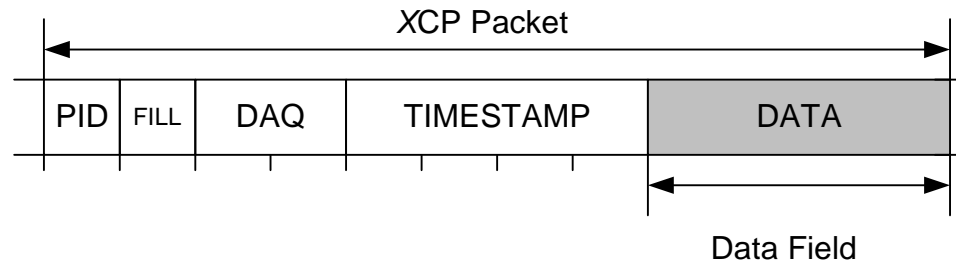 XCP Packet
PID FILL DAQ TIMESTAMP DATA
Data Field